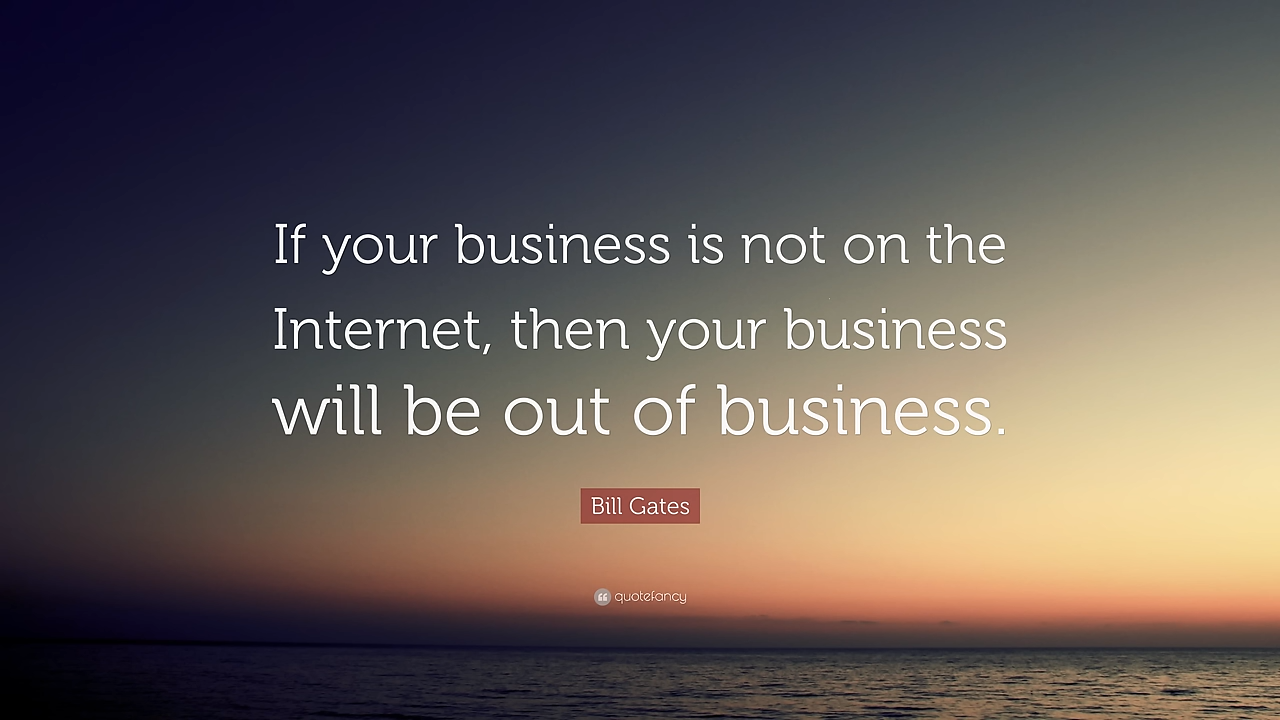 If your business is not on the
Internet, then your business
will be out of business.
Bill Gates
quotefancy